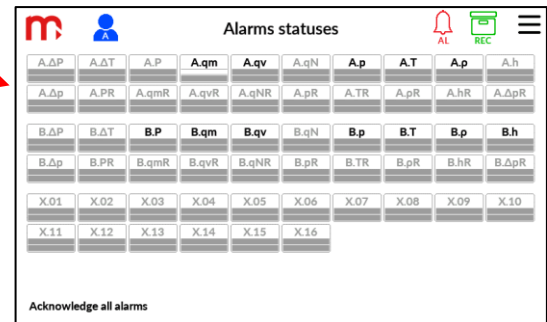 m A Alarms statuses AL REC
A.ΔP A.ΔT A.P A.qm A.qv A.qN A.p A.T A.ρ A.h
A.Δp A.PR A.qmR A.qvR A.qNR A.pR A.TR A.ρR A.hR A.ΔpR
B.ΔP B.ΔT B.P B.qm B.qv B.qN B.p B.T B.ρ B.h
B.Δp B.PR B.qmR B.qvR B.qNR B.pR B.TR B.ρR B.hR B.ΔpR
X.01 X.02 X.03 X.04 X.05 X.06 X.07 X.08 X.09 X.10
X.11 X.12 X.13 X.14 X.15 X.16
Acknowledge all alarms